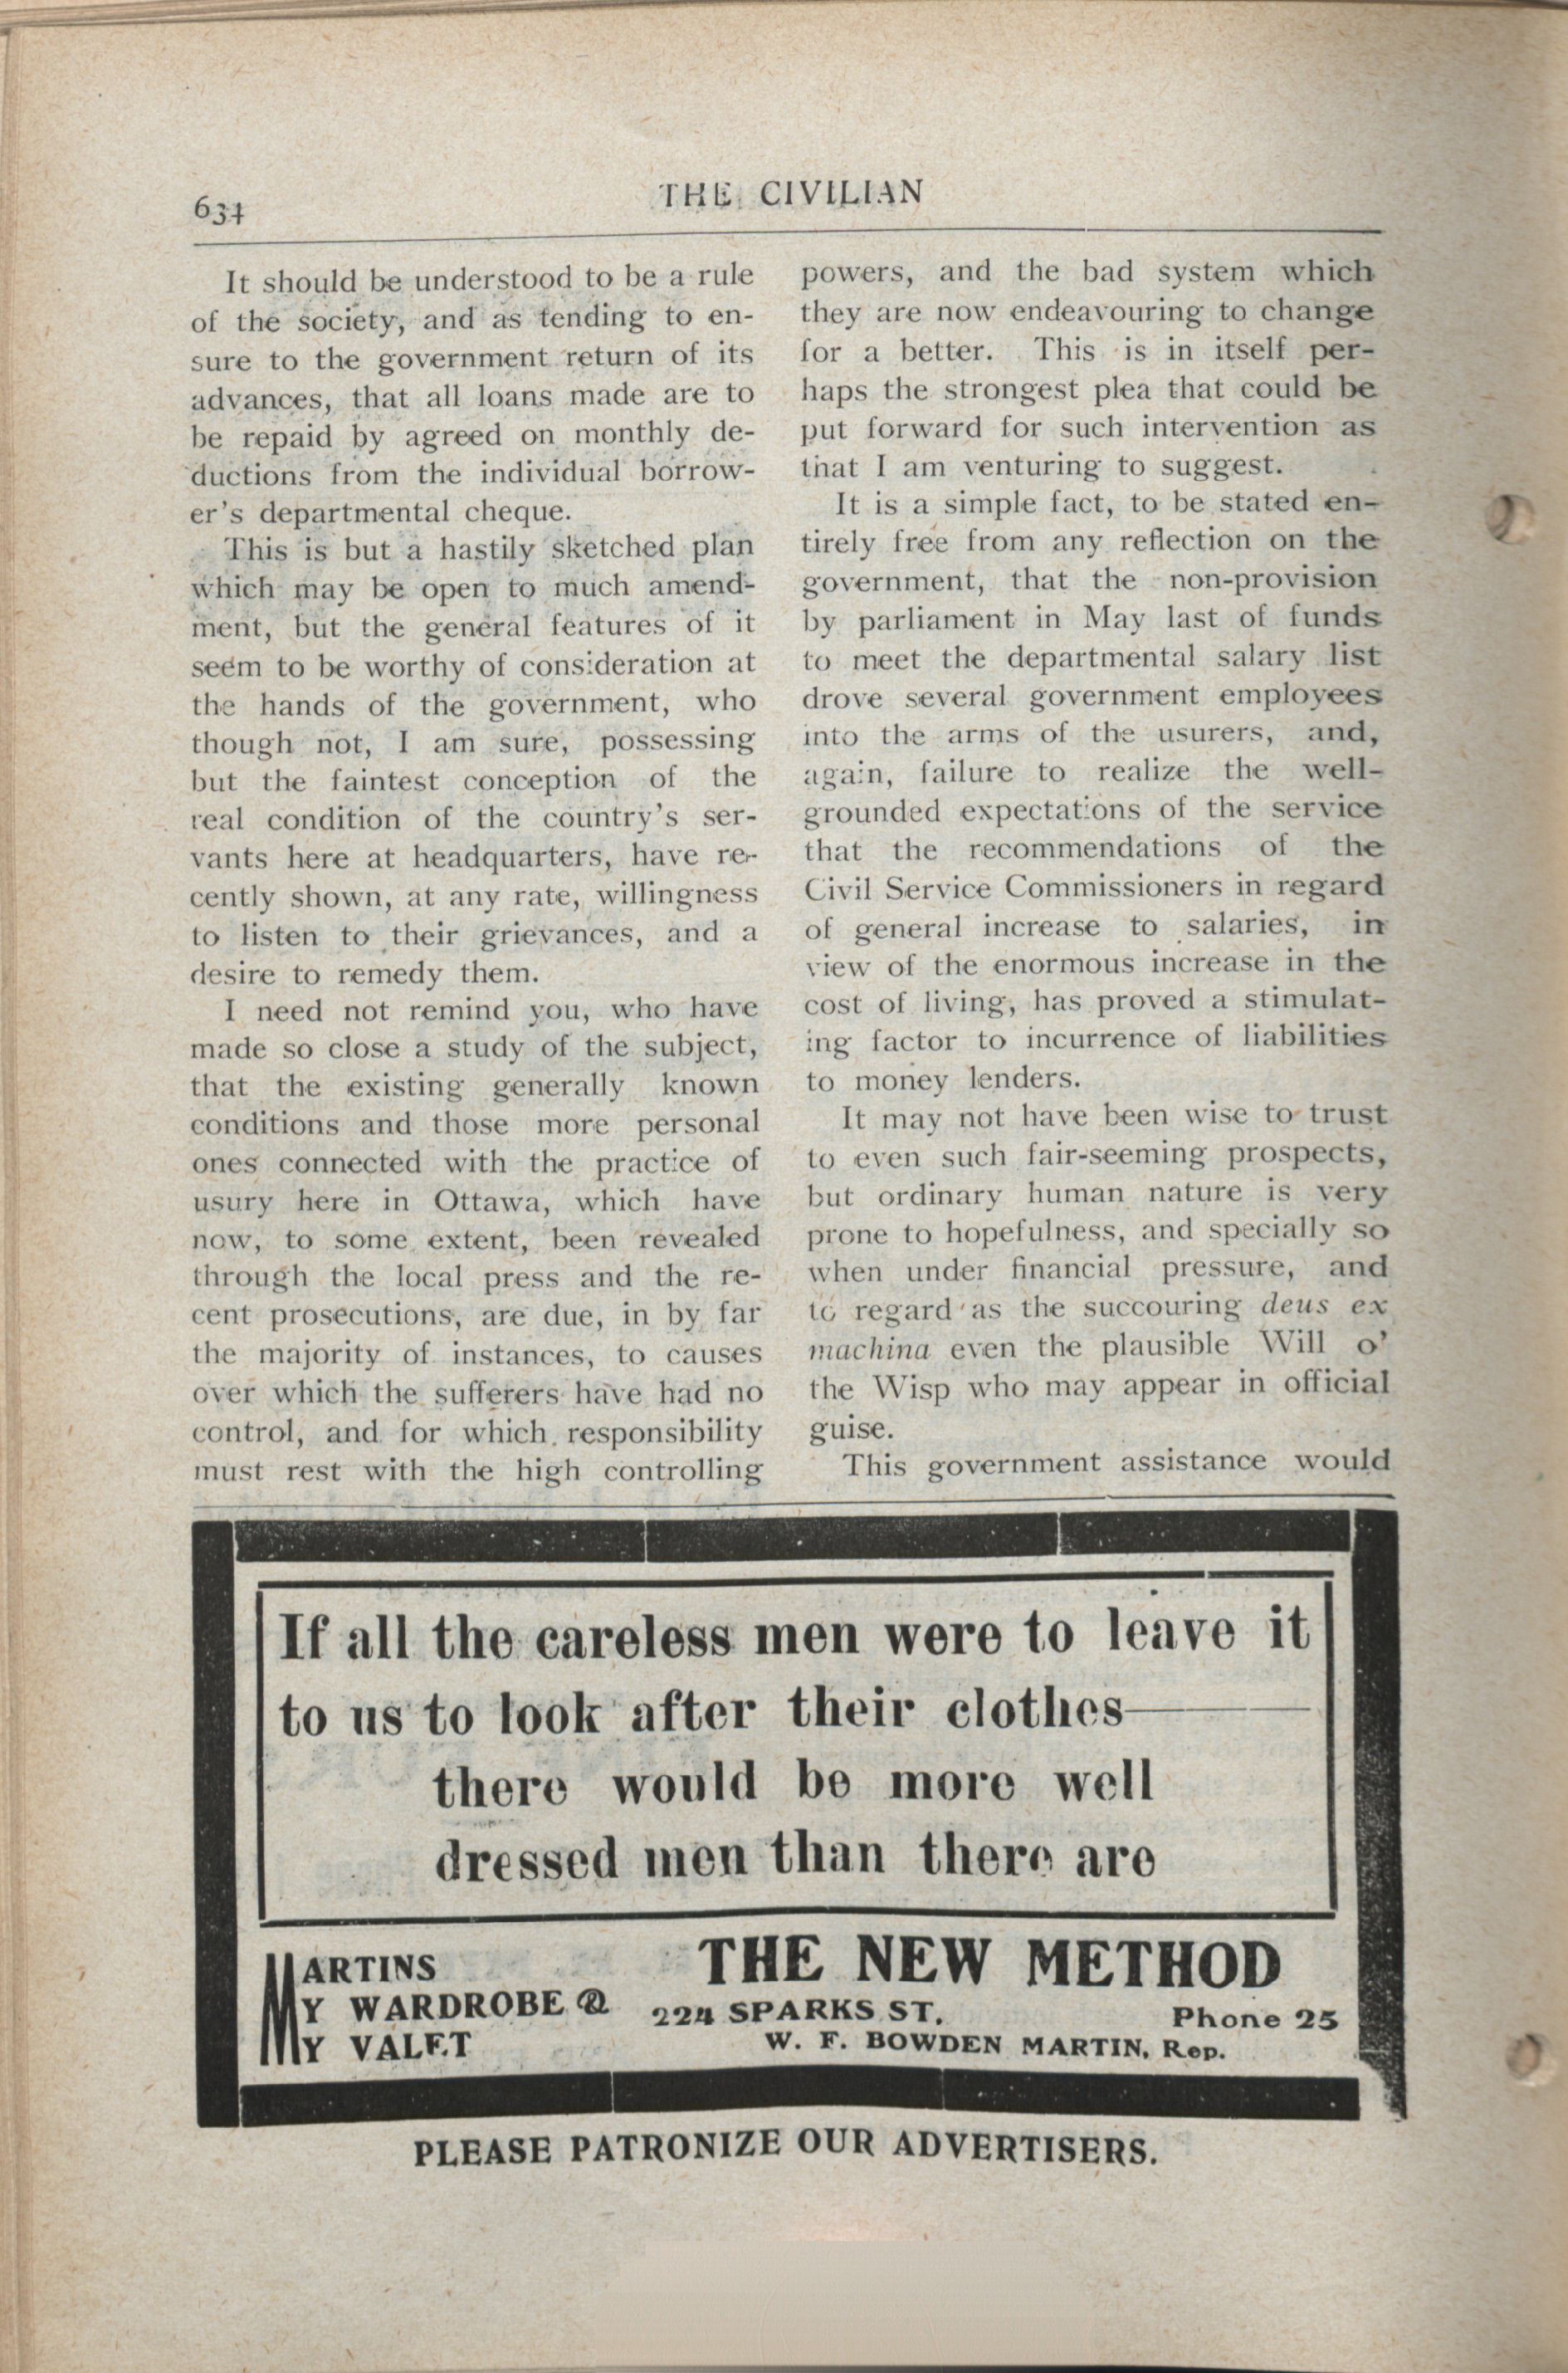 634
THE CIVILIAN
It should be understood to be a rule
of the society, and as tending to en-
sure to the government return of its
advances, that all loans made are to
be repaid by agreed on monthly de-
ductions from the individual borrow-
er's departmental cheque.
This is but a hastily sketched plan
which may be open to much amend-
ment, but the general features of it
seem to be worthy of consideration at
the hands of the government, who
though not, I am sure, possessing
but the faintest conception of the
real condition of the country's ser-
vants here at headquarters, have re-
cently shown, at any rate, willingness
to listen to their grievances, and a
desire to remedy them.
I need not remind you, who have
made so close a study of the subject,
that the existing generally known
conditions and those more personal
ones connected with the practice of
usury here in Ottawa, which have
now, to some extent, been revealed
through the local press and the re-
cent prosecutions, are due, in by far
the majority of instances, to causes
over which the sufferers have had no
control, and for which responsibility
must rest with the high controlling
powers, and the bad system which
they are now endeavouring to change
for a better. This is in itself per-
haps the strongest plea that could be
put forward for such intervention as
that I am venturing to suggest.
It is a simple fact, to be stated en-
tirely free from any reflection on the
government, that the non-provision
by parliament in May last of funds
to meet the departmental salary list
drove several government employees
into the arms of the usurers, and,
again, failure to realize the well-
grounded expectations of the service
that the recommendations of the
Civil Service Commissioners in regard
of general increase to salaries, in
view of the enormous increase in the
cost of living, has proved a stimulat-
ing factor to incurrence of liabilities
to money lenders.
It may not have been wise to trust
to even such fair-seeming prospects,
but ordinary human nature is very
prone to hopefulness, and specially so
when under financial pressure, and
to regard as the succouring deus ex
machina even the plausible Will o'
the Wisp who may appear in official
guise.
This government assistance would
If all the careless men were to leave it
to us to look after their clothes—
there would be more well
dressed men than there are
MARTINS
MY WARDROBE &
MY VALET
THE NEW METHOD
224 SPARKS ST. Phone 25
W. F. BOWDEN MARTIN, Rep.
PLEASE PATRONIZE OUR ADVERTISERS.